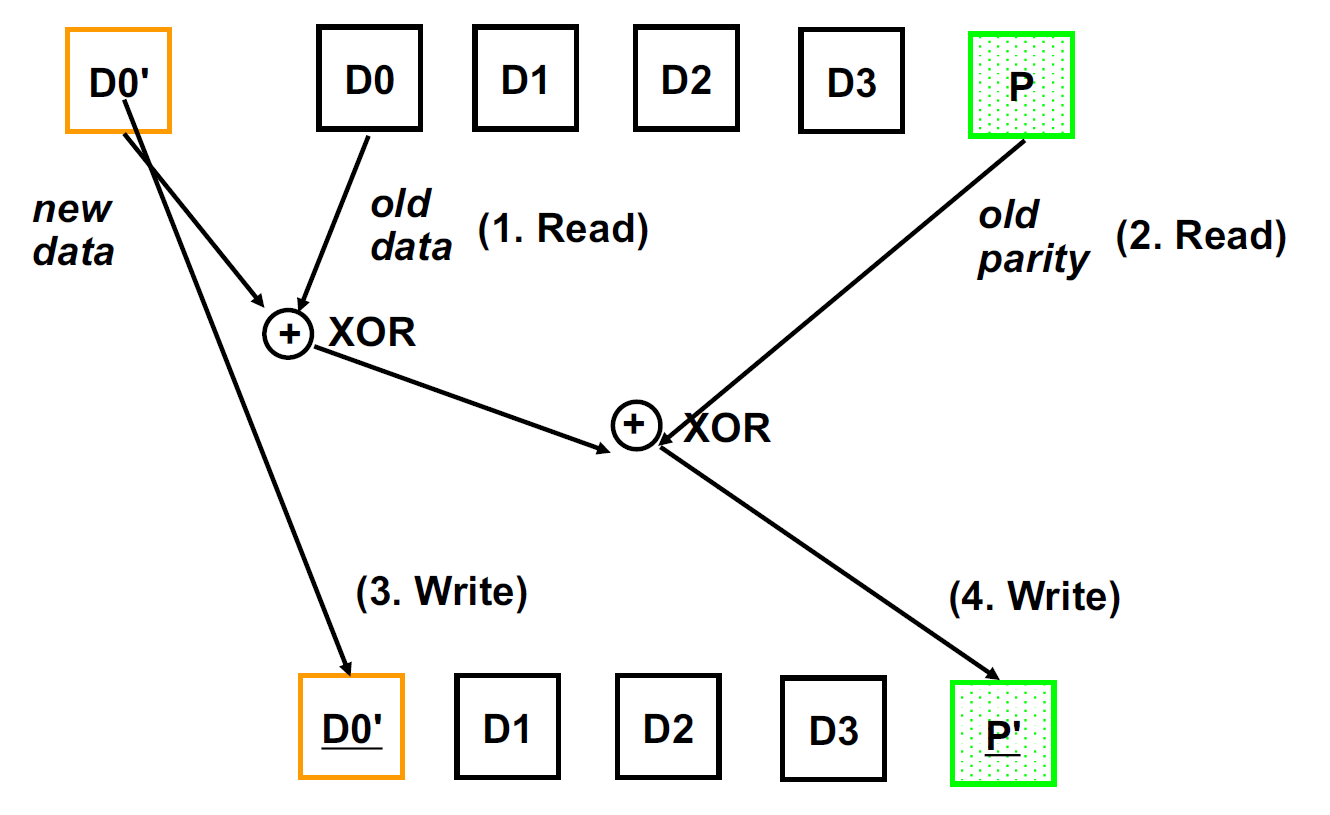 D0' D0 D1 D2 D3 P
new
data
old
data
(1. Read)
old
parity
(2. Read)
+ XOR
+ XOR
(3. Write)
(4. Write)
D0' D1 D2 D3 P'